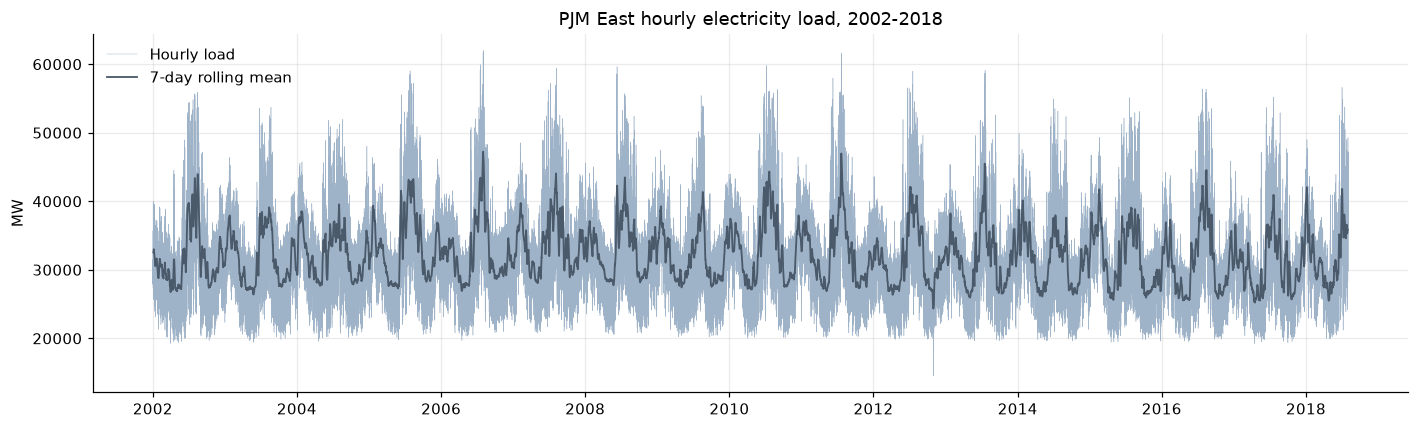 PJM East hourly electricity load, 2002-2018
Hourly load
7-day rolling mean
MW
60000
50000
40000
30000
20000
2002 2004 2006 2008 2010 2012 2014 2016 2018